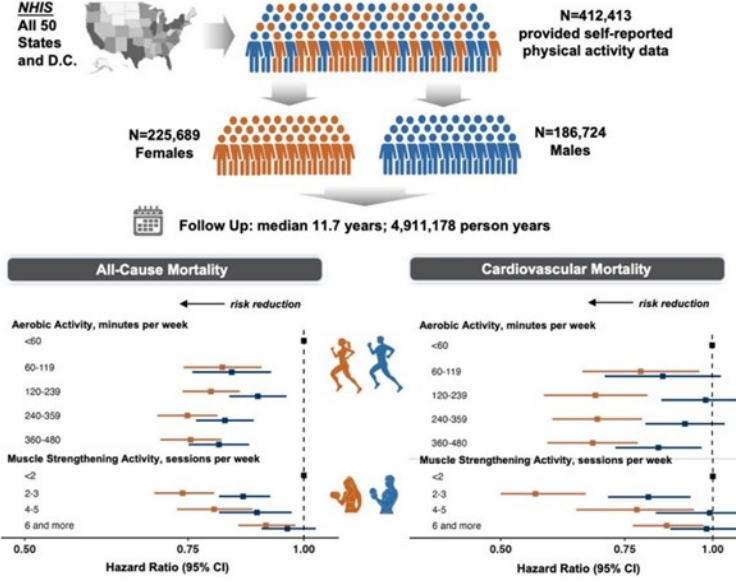 NHIS
All 50
States
and D.C.
N=412,413
provided self-reported
physical activity data
N=225,689
Females
N=186,724
Males
Follow Up: median 11.7 years; 4,911,178 person years
All-Cause Mortality
risk reduction
Aerobic Activity, minutes per week
<60
60-119
120-239
240-359
360-480
Muscle Strengthening Activity, sessions per week
<2
2-3
4-5
6 and more
0.50 0.75 1.00
Hazard Ratio (95% CI)
Cardiovascular Mortality
risk reduction
Aerobic Activity, minutes per week
<60
60-119
120-239
240-359
360-480
Muscle Strengthening Activity, sessions per week
<2
2-3
4-5
6 and more
0.50 0.75 1.00
Hazard Ratio (95% CI)